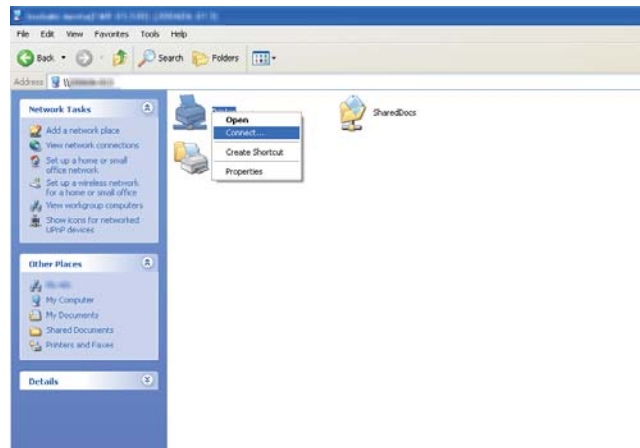 File Edit View Favorites Tools Help
Back Search Folders
Address \\
Network Tasks
Add a network place
View network connections
Set up a home or small
office network
Set up a wireless network
for a home or small office
View workgroup computers
Show icons for networked
UPnP devices
Other Places
My Computer
My Documents
Shared Documents
Printers and Faxes
Details
Open
Connect...
Create Shortcut
Properties
SharedDocs